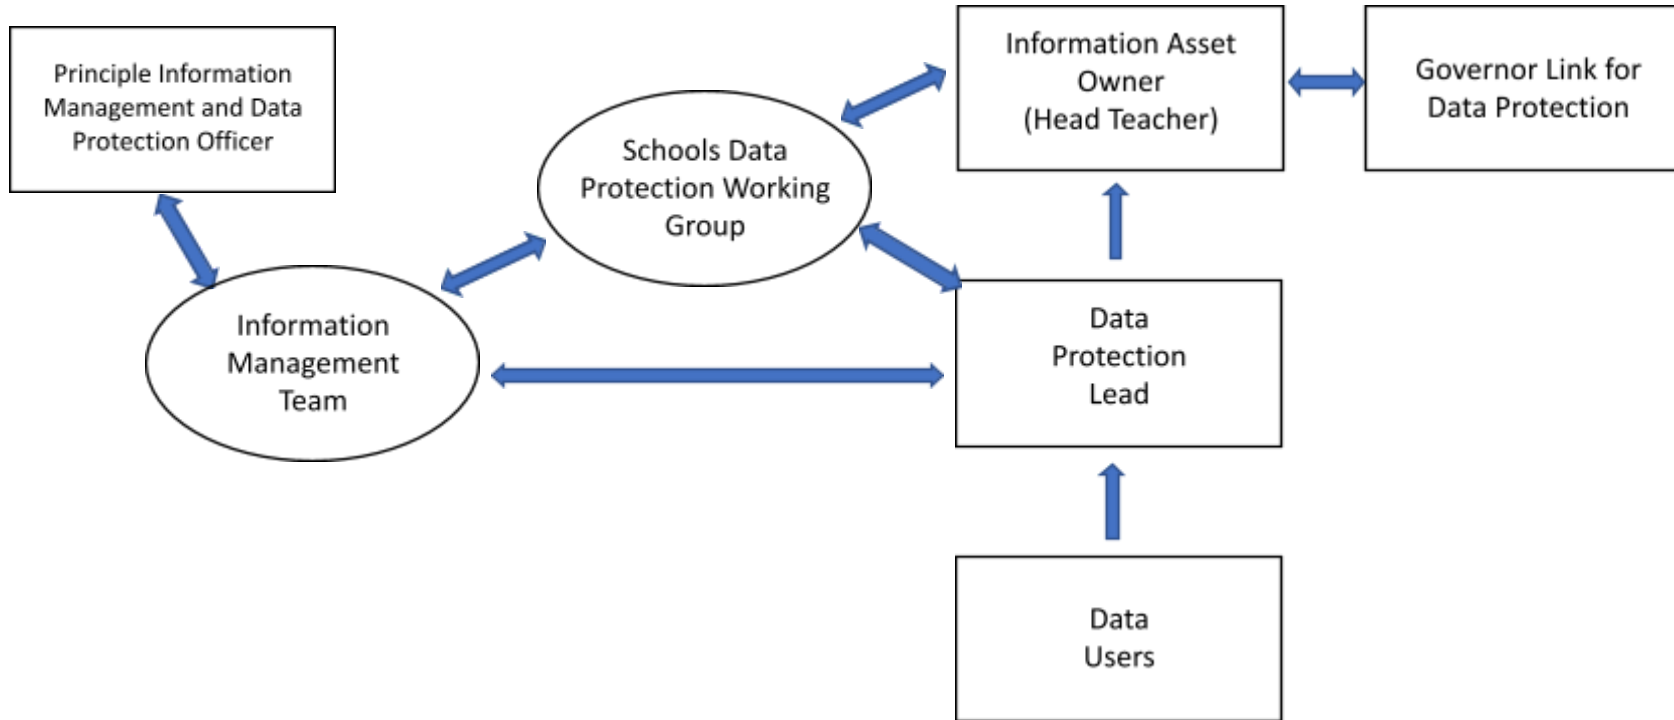 Principle Information
Management and Data
Protection Officer
Schools Data
Protection Working
Group
Information Asset
Owner
(Head Teacher)
Governor Link for
Data Protection
Information
Management
Team
Data
Protection
Lead
Data
Users